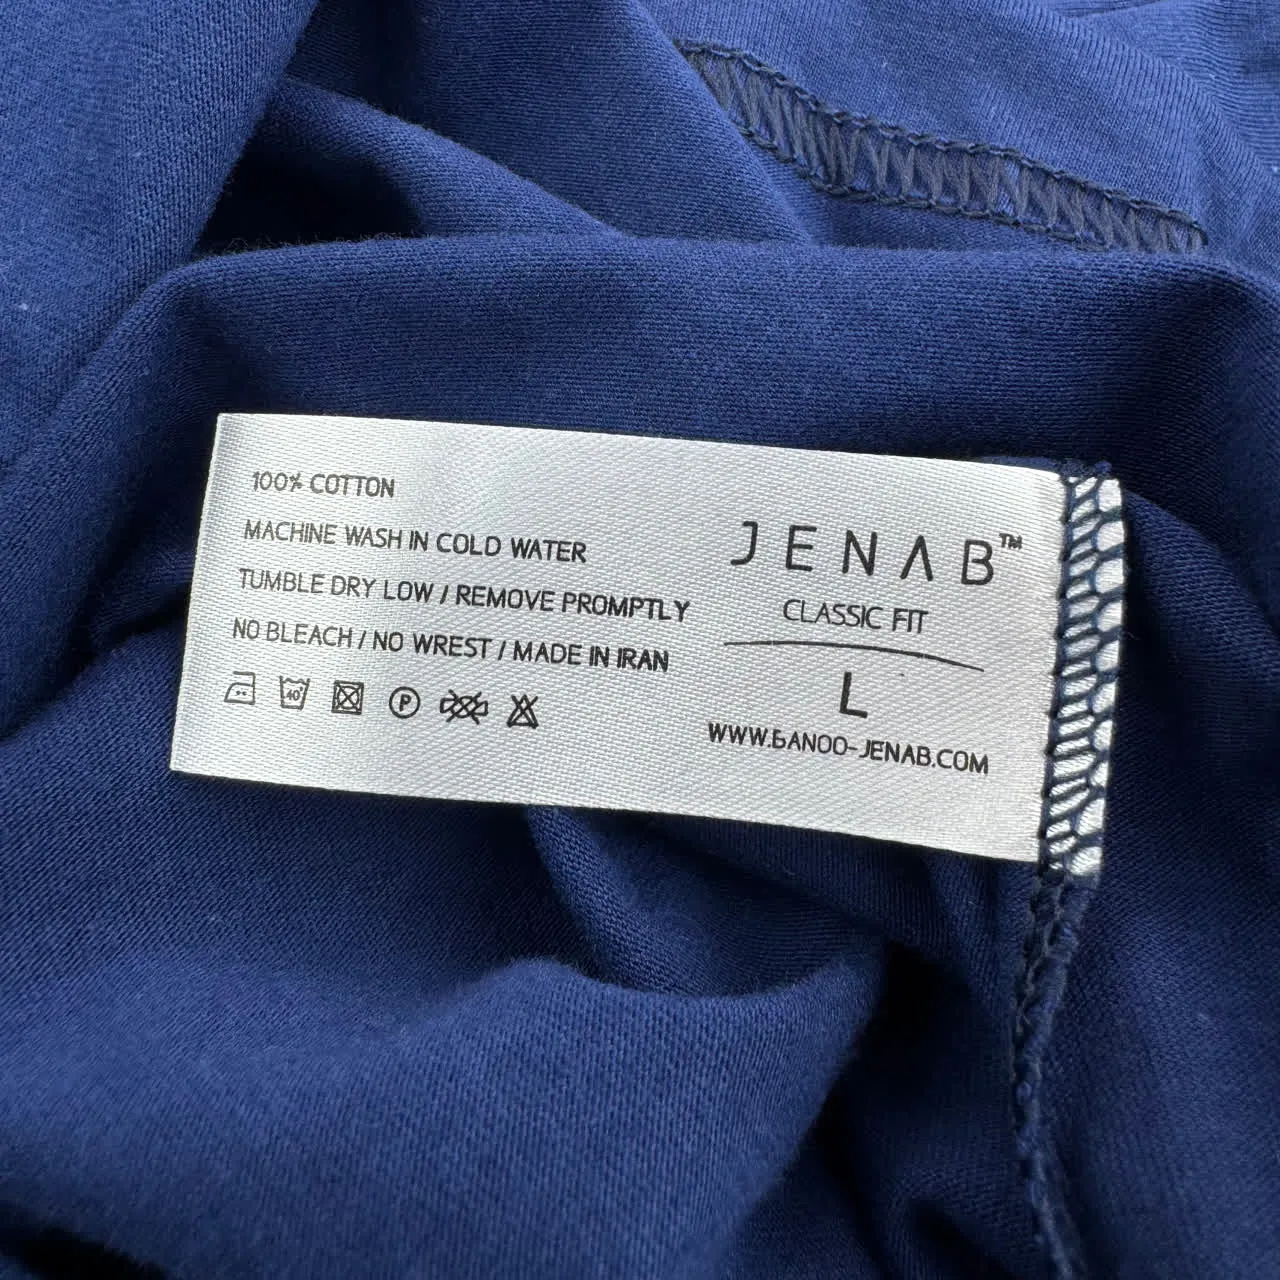 100% COTTON
MACHINE WASH IN COLD WATER
TUMBLE DRY LOW / REMOVE PROMPTLY
NO BLEACH / NO WREST / MADE IN IRAN
40°
P
JENAB™
CLASSIC FIT
L
WWW.BANOO-JENAB.COM